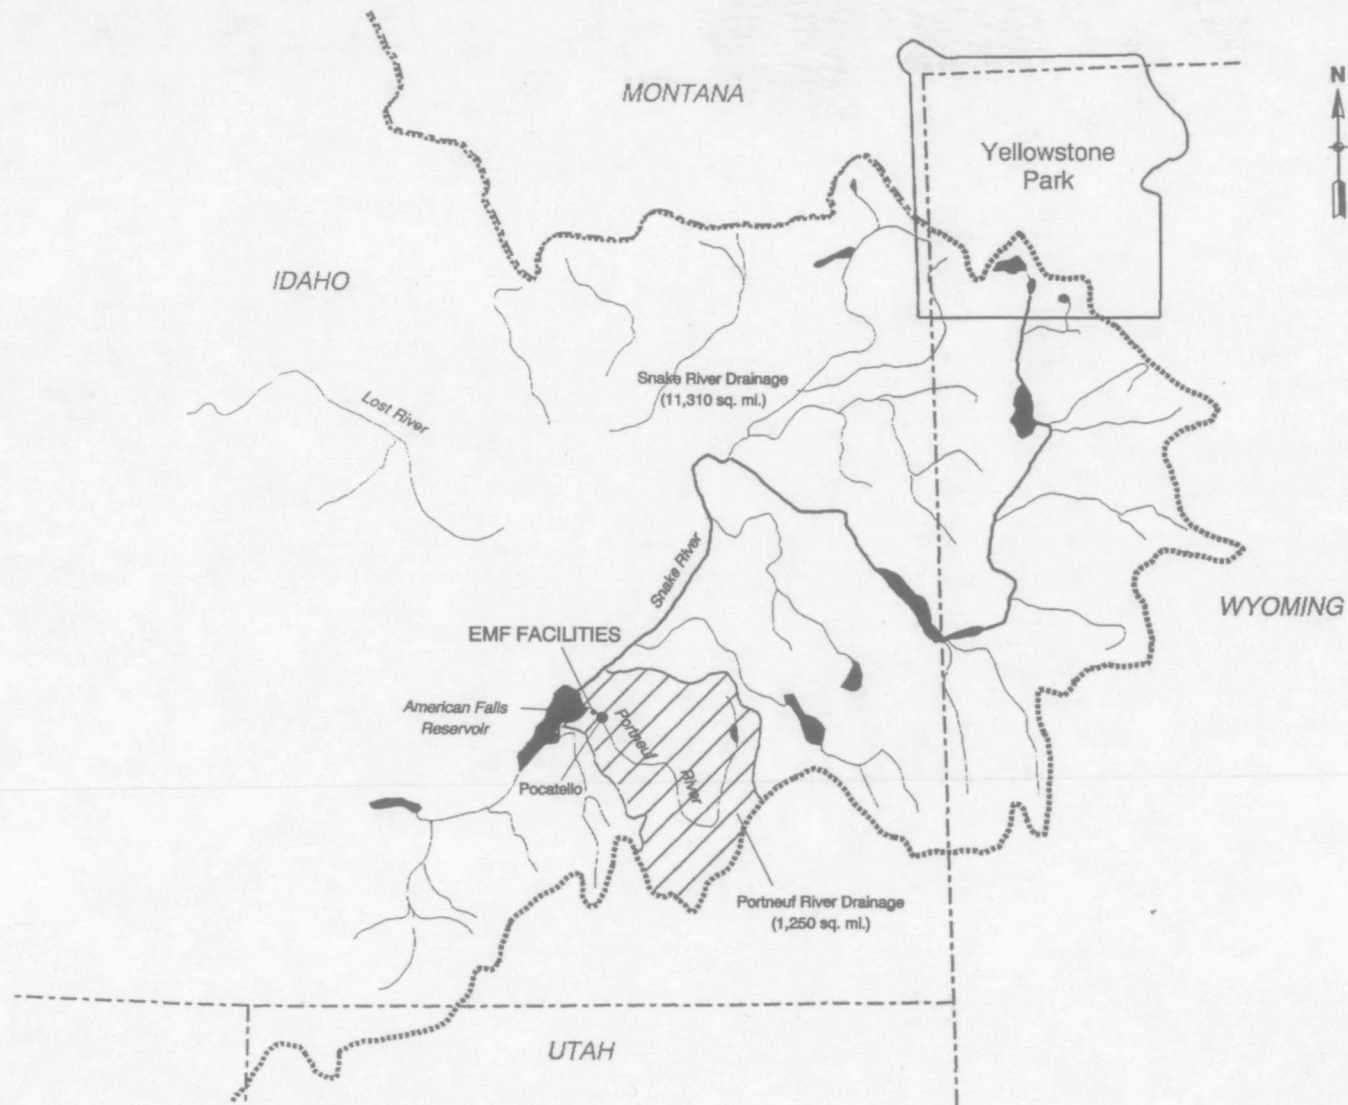 MONTANA
N
Yellowstone
Park
IDAHO
Snake River Drainage
(11,310 sq. mi.)
Lost River
Snake River
WYOMING
EMF FACILITIES
American Falls
Reservoir
Portneuf
River
Pocatello
Portneuf River Drainage
(1,250 sq. mi.)
UTAH